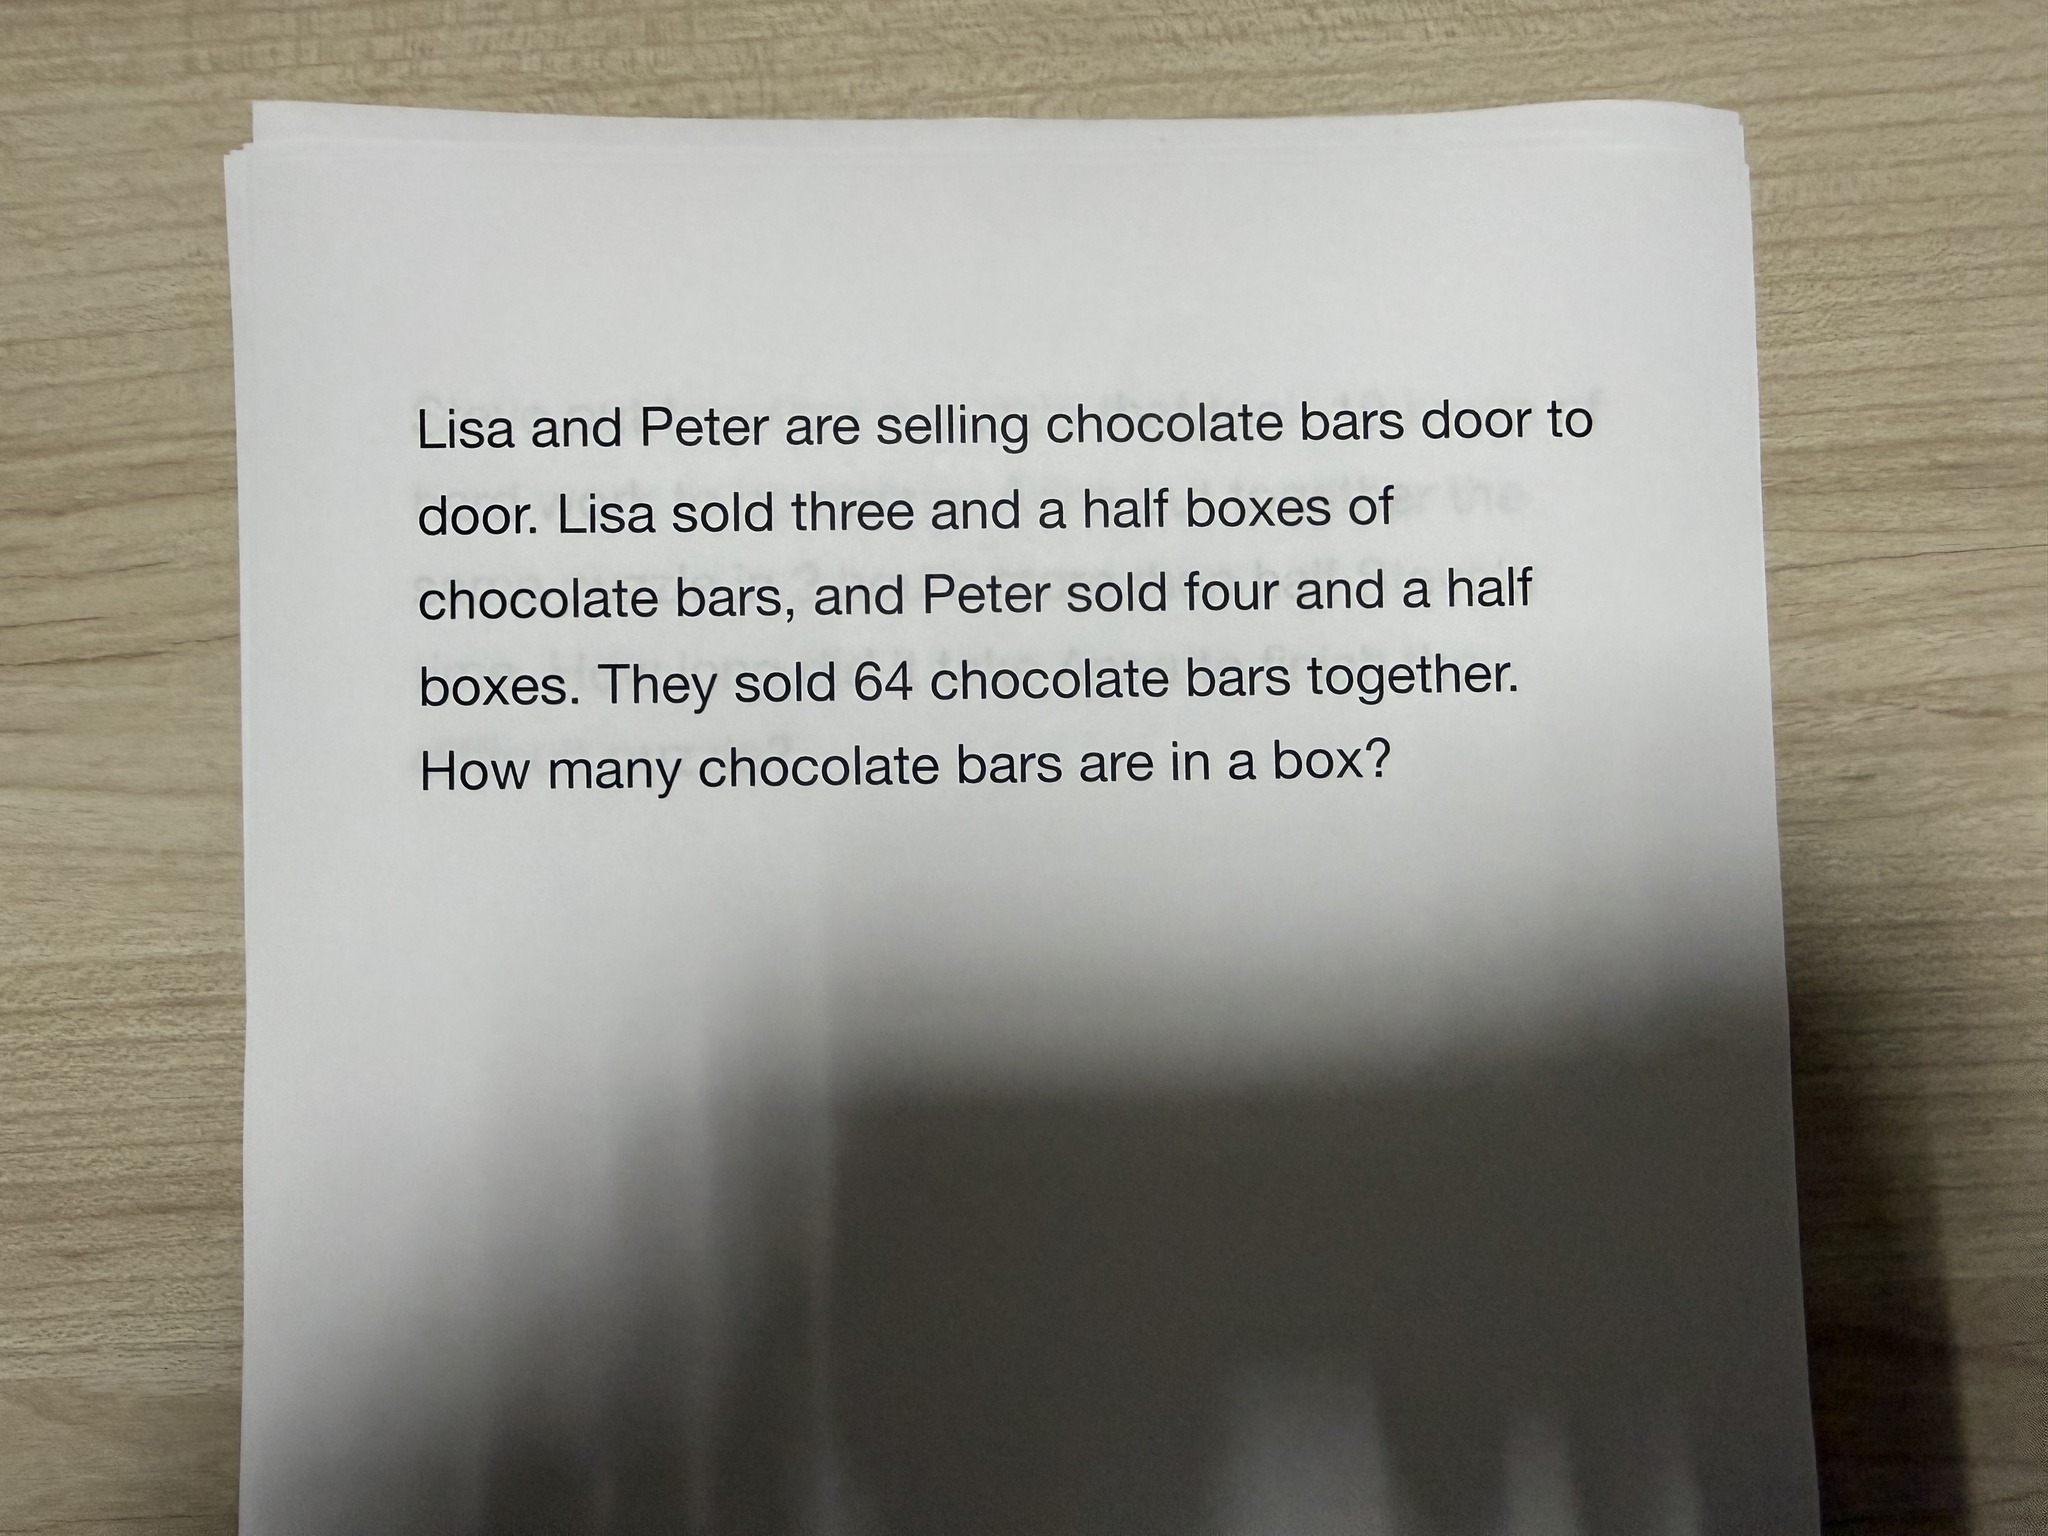 Lisa and Peter are selling chocolate bars door to
door. Lisa sold three and a half boxes of
chocolate bars, and Peter sold four and a half
boxes. They sold 64 chocolate bars together.
How many chocolate bars are in a box?